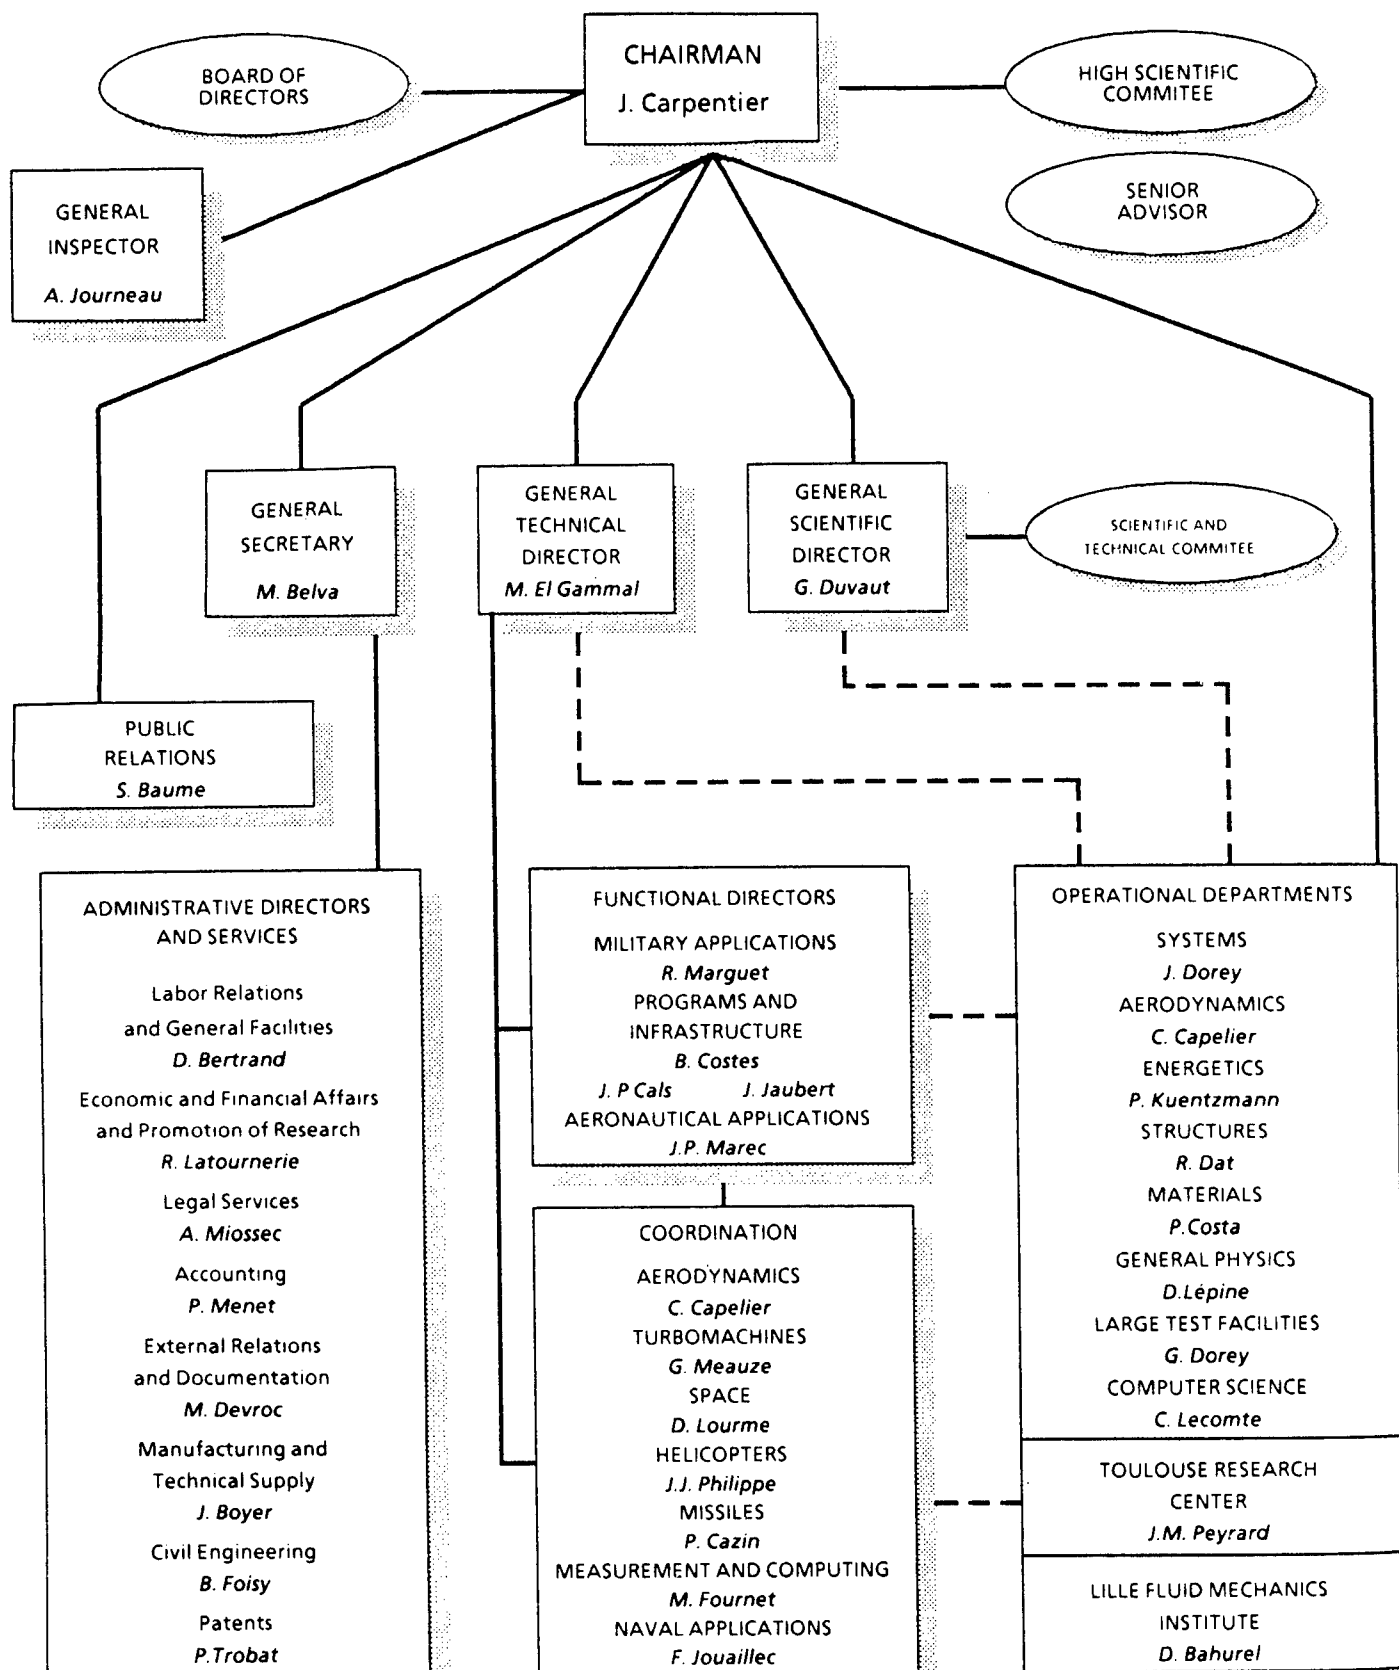 CHAIRMAN
J. Carpentier
BOARD OF
DIRECTORS
HIGH SCIENTIFIC
COMMITEE
SENIOR
ADVISOR
GENERAL
INSPECTOR
A. Journeau
GENERAL
SECRETARY
M. Belva
GENERAL
TECHNICAL
DIRECTOR
M. El Gammal
GENERAL
SCIENTIFIC
DIRECTOR
G. Duvaut
SCIENTIFIC AND
TECHNICAL COMMITEE
PUBLIC
RELATIONS
S. Baume
ADMINISTRATIVE DIRECTORS
AND SERVICES
Labor Relations
and General Facilities
D. Bertrand
Economic and Financial Affairs
and Promotion of Research
R. Latournerie
Legal Services
A. Miossec
Accounting
P. Menet
External Relations
and Documentation
M. Devroc
Manufacturing and
Technical Supply
J. Boyer
Civil Engineering
B. Foisy
Patents
P.Trobat
FUNCTIONAL DIRECTORS
MILITARY APPLICATIONS
R. Marguet
PROGRAMS AND
INFRASTRUCTURE
B. Costes
J. P Cals J. Jaubert
AERONAUTICAL APPLICATIONS
J.P. Marec
COORDINATION
AERODYNAMICS
C. Capelier
TURBOMACHINES
G. Meauze
SPACE
D. Lourme
HELICOPTERS
J.J. Philippe
MISSILES
P. Cazin
MEASUREMENT AND COMPUTING
M. Fournet
NAVAL APPLICATIONS
F. Jouaillec
OPERATIONAL DEPARTMENTS
SYSTEMS
J. Dorey
AERODYNAMICS
C. Capelier
ENERGETICS
P. Kuentzmann
STRUCTURES
R. Dat
MATERIALS
P.Costa
GENERAL PHYSICS
D.Lépine
LARGE TEST FACILITIES
G. Dorey
COMPUTER SCIENCE
C. Lecomte
TOULOUSE RESEARCH
CENTER
J.M. Peyrard
LILLE FLUID MECHANICS
INSTITUTE
D. Bahurel